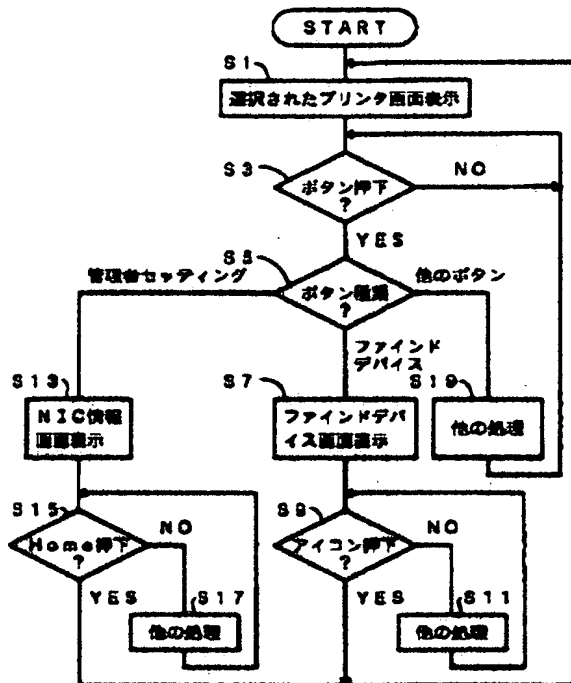 START
S1
選択されたプリンタ画面表示
S3
ボタン押下
?
NO
YES
S5
管理者セッティング
ボタン種類
?
他のボタン
ファインド
デバイス
S13
NIC情報
画面表示
S7
ファインドデバ
イス画面表示
S19
他の処理
S15
Home押下
?
NO
YES
S17
他の処理
S9
アイコン押下
?
NO
YES
S11
他の処理